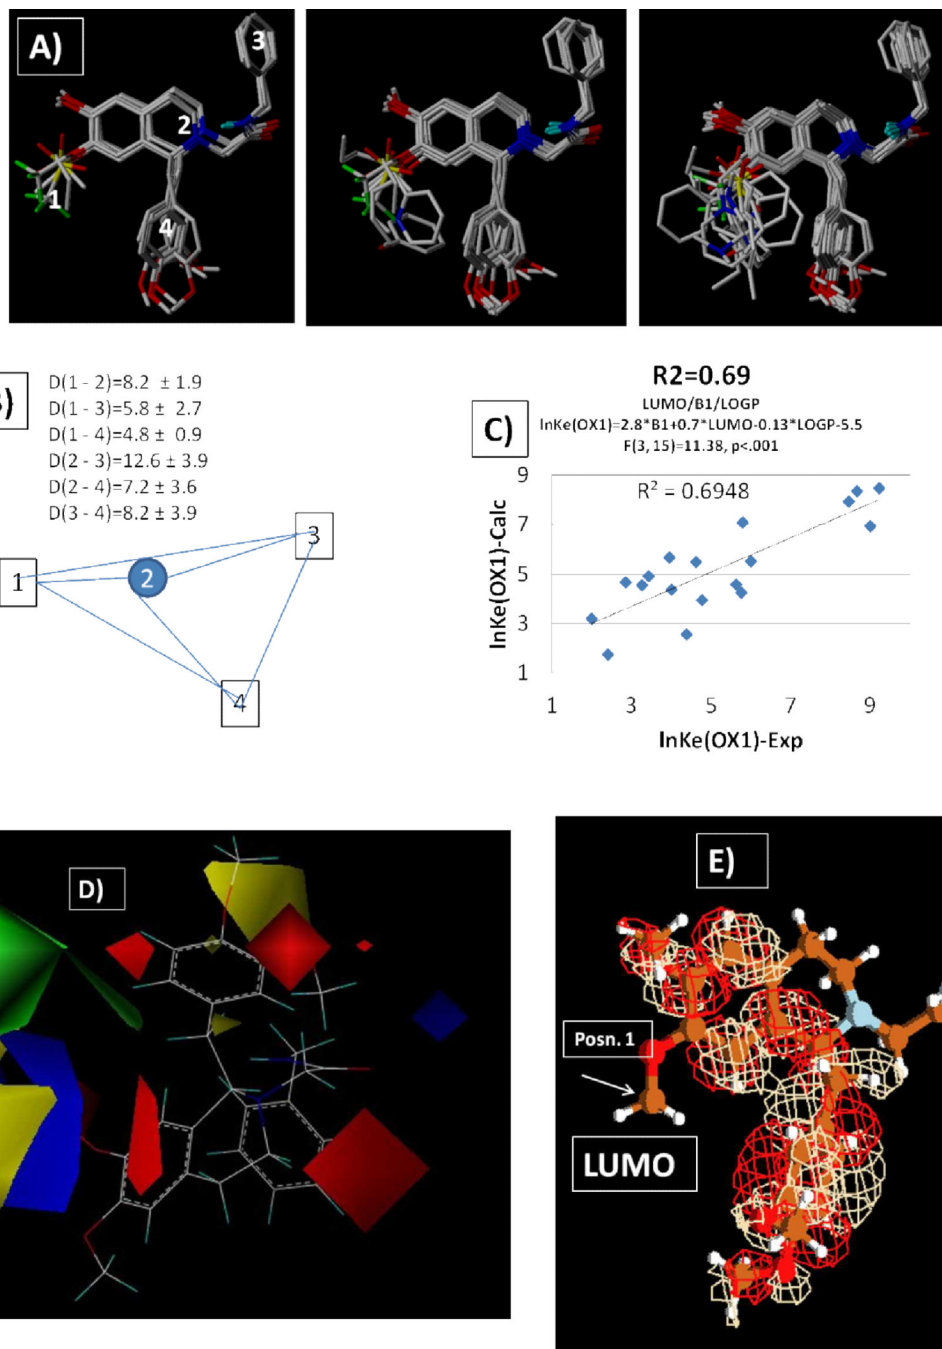 A)
3
2
1
4
B)
D(1 - 2)=8.2 ± 1.9
D(1 - 3)=5.8 ± 2.7
D(1 - 4)=4.8 ± 0.9
D(2 - 3)=12.6 ± 3.9
D(2 - 4)=7.2 ± 3.6
D(3 - 4)=8.2 ± 3.9
3
1
2
4
C)
R2=0.69
LUMO/B1/LOGP
lnKe(OX1)=2.8*B1+0.7*LUMO-0.13*LOGP-5.5
F(3, 15)=11.38, p<.001
R² = 0.6948
lnKe(OX1)-Calc
9
7
5
3
1
1 3 5 7 9
lnKe(OX1)-Exp
D)
E)
Posn. 1
LUMO